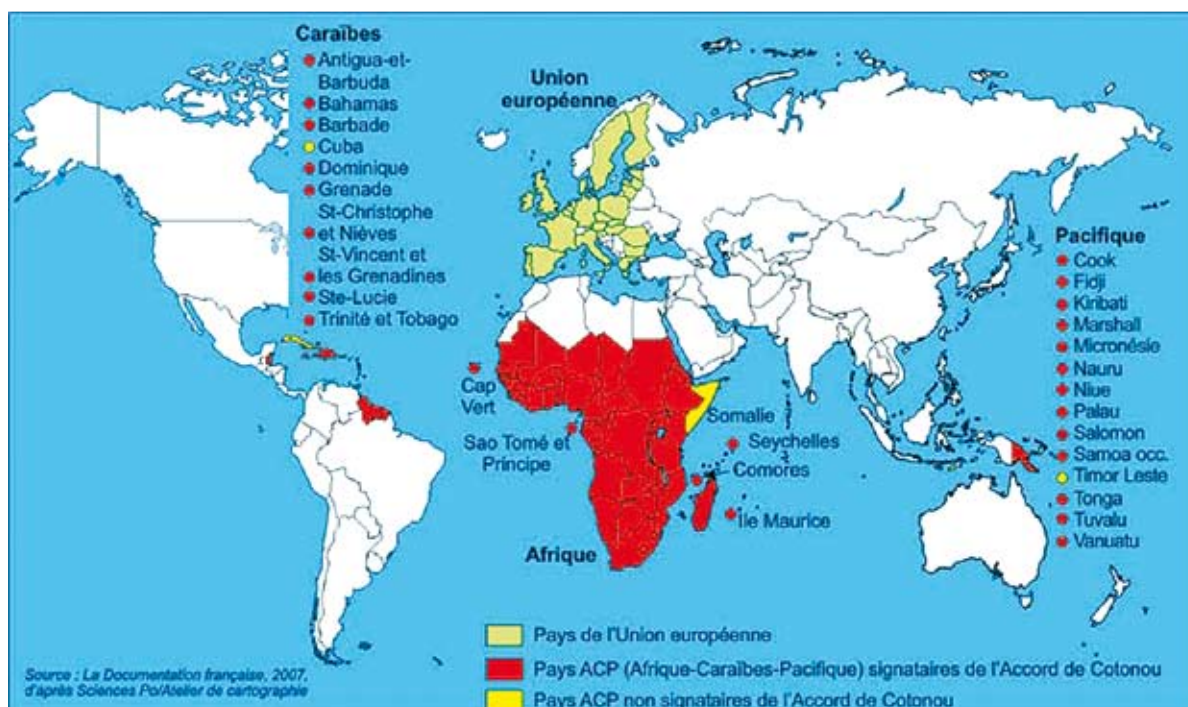 Caraïbes
Antigua-et-
Barbuda
Bahamas
Barbade
Cuba
Dominique
Grenade
St-Christophe
et Nièves
St-Vincent et
les Grenadines
Ste-Lucie
Trinité et Tobago
Union
européenne
Pacifique
Cook
Fidji
Kiribati
Marshall
Micronésie
Nauru
Niue
Palau
Salomon
Samoa occ.
Timor Leste
Tonga
Tuvalu
Vanuatu
Cap
Vert
Sao Tomé et
Principe
Somalie
Seychelles
Comores
Ile Maurice
Afrique
Pays de l'Union européenne
Pays ACP (Afrique-Caraïbes-Pacifique) signataires de l'Accord de Cotonou
Pays ACP non signataires de l'Accord de Cotonou
Source : La Documentation française, 2007,
d'après Sciences Po/Atelier de cartographie